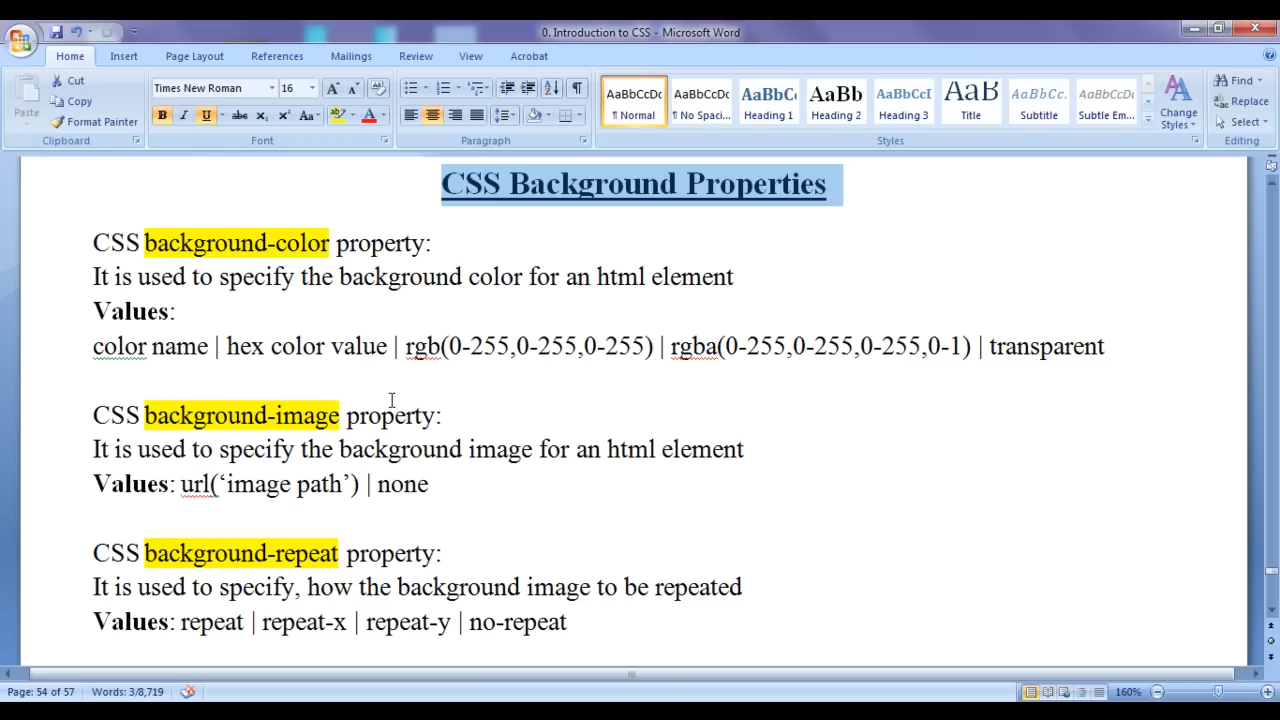 0. Introduction to CSS - Microsoft Word
Home Insert Page Layout References Mailings Review View Acrobat
Paste Cut Copy Format Painter
Times New Roman 16
B I U abc X₂ X² Aa A A
AaBbCcDc AaBbCcDc AaBbC AaBb AaBbCcI AaB AaBbCc. AaBbCcDc
¶ Normal ¶ No Spaci... Heading 1 Heading 2 Heading 3 Title Subtitle Subtle Em...
Change Styles
Find Replace Select
Clipboard Font Paragraph Styles Editing
CSS Background Properties
CSS background-color property:
It is used to specify the background color for an html element
Values:
color name | hex color value | rgb(0-255,0-255,0-255) | rgba(0-255,0-255,0-255,0-1) | transparent
CSS background-image property:
It is used to specify the background image for an html element
Values: url(‘image path’) | none
CSS background-repeat property:
It is used to specify, how the background image to be repeated
Values: repeat | repeat-x | repeat-y | no-repeat
Page: 54 of 57 Words: 3/8,719 160%